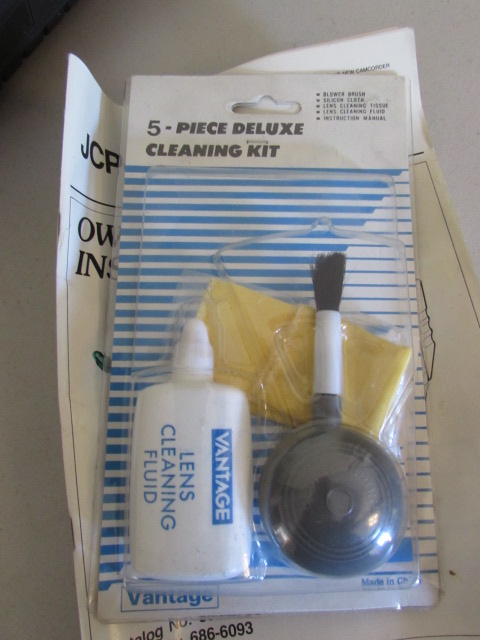 NEW CAMCORDER
5-PIECE DELUXE
CLEANING KIT
• BLOWER BRUSH
• SILICON CLOTH
• LENS CLEANING TISSUE
• LENS CLEANING FLUID
• INSTRUCTION MANUAL
JCP
OW
INS
VANTAGE
LENS
CLEANING
FLUID
Made in Ch
Vantage
alog No.
686-6093